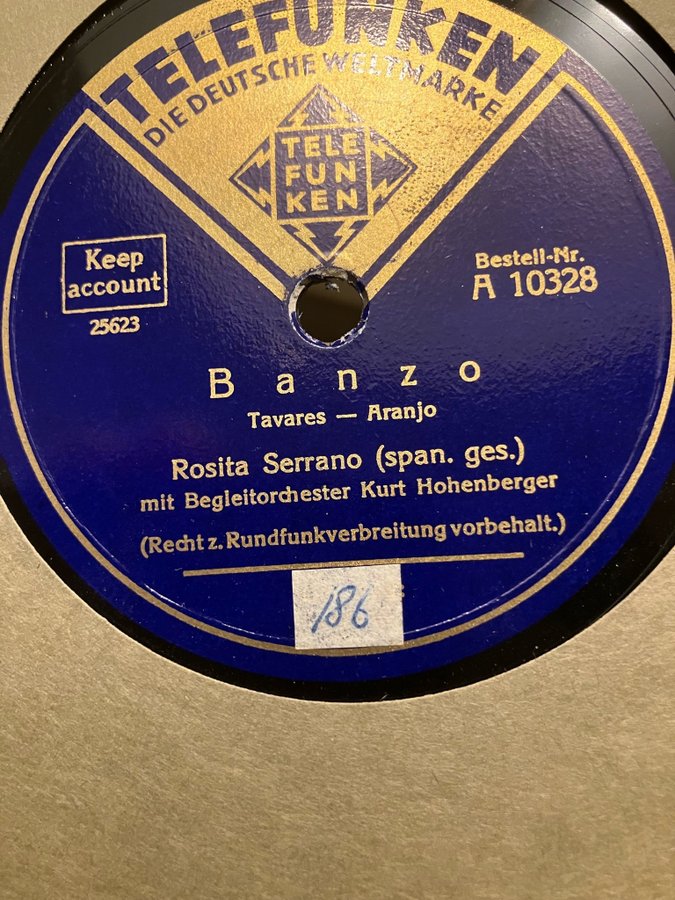 TELEFUNKEN
DIE DEUTSCHE WELTMARKE
TELE
FUN
KEN
Keep
account
25623
Bestell-Nr.
A 10328
Banzo
Tavares — Aranjo
Rosita Serrano (span. ges.)
mit Begleitorchester Kurt Hohenberger
(Recht z. Rundfunkverbreitung vorbehalt.)
186